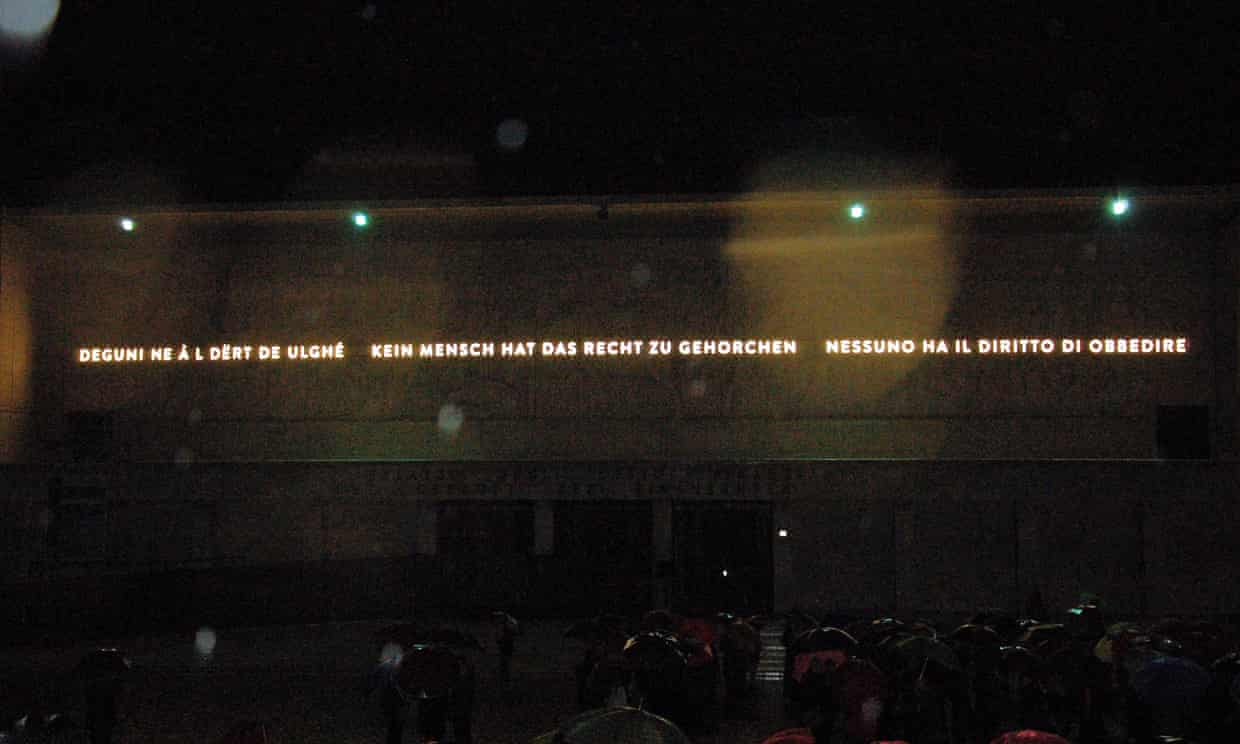 DEGUNI NE À L DËRT DE ULGHÉ KEIN MENSCH HAT DAS RECHT ZU GEHORCHEN NESSUNO HA IL DIRITTO DI OBBEDIRE